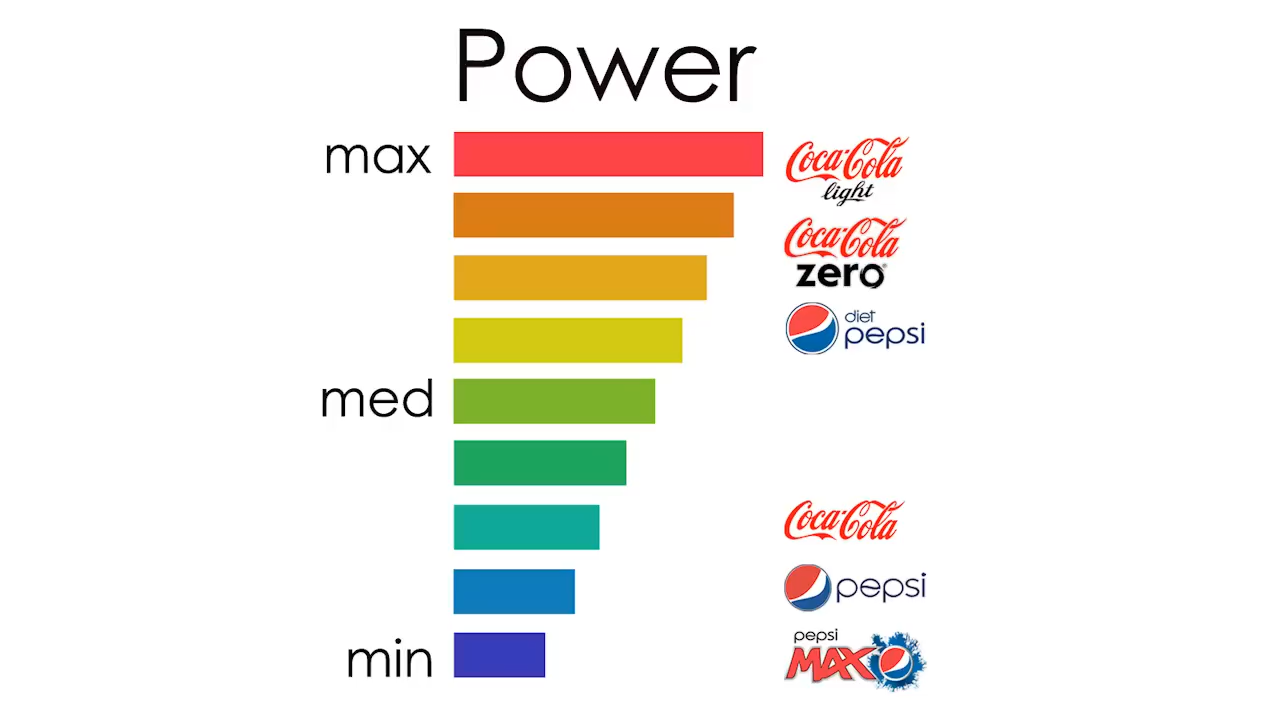 Power
max
Coca-Cola
light
Coca-Cola
zero®
diet
pepsi
med
Coca-Cola
pepsi
min
pepsi
MAX